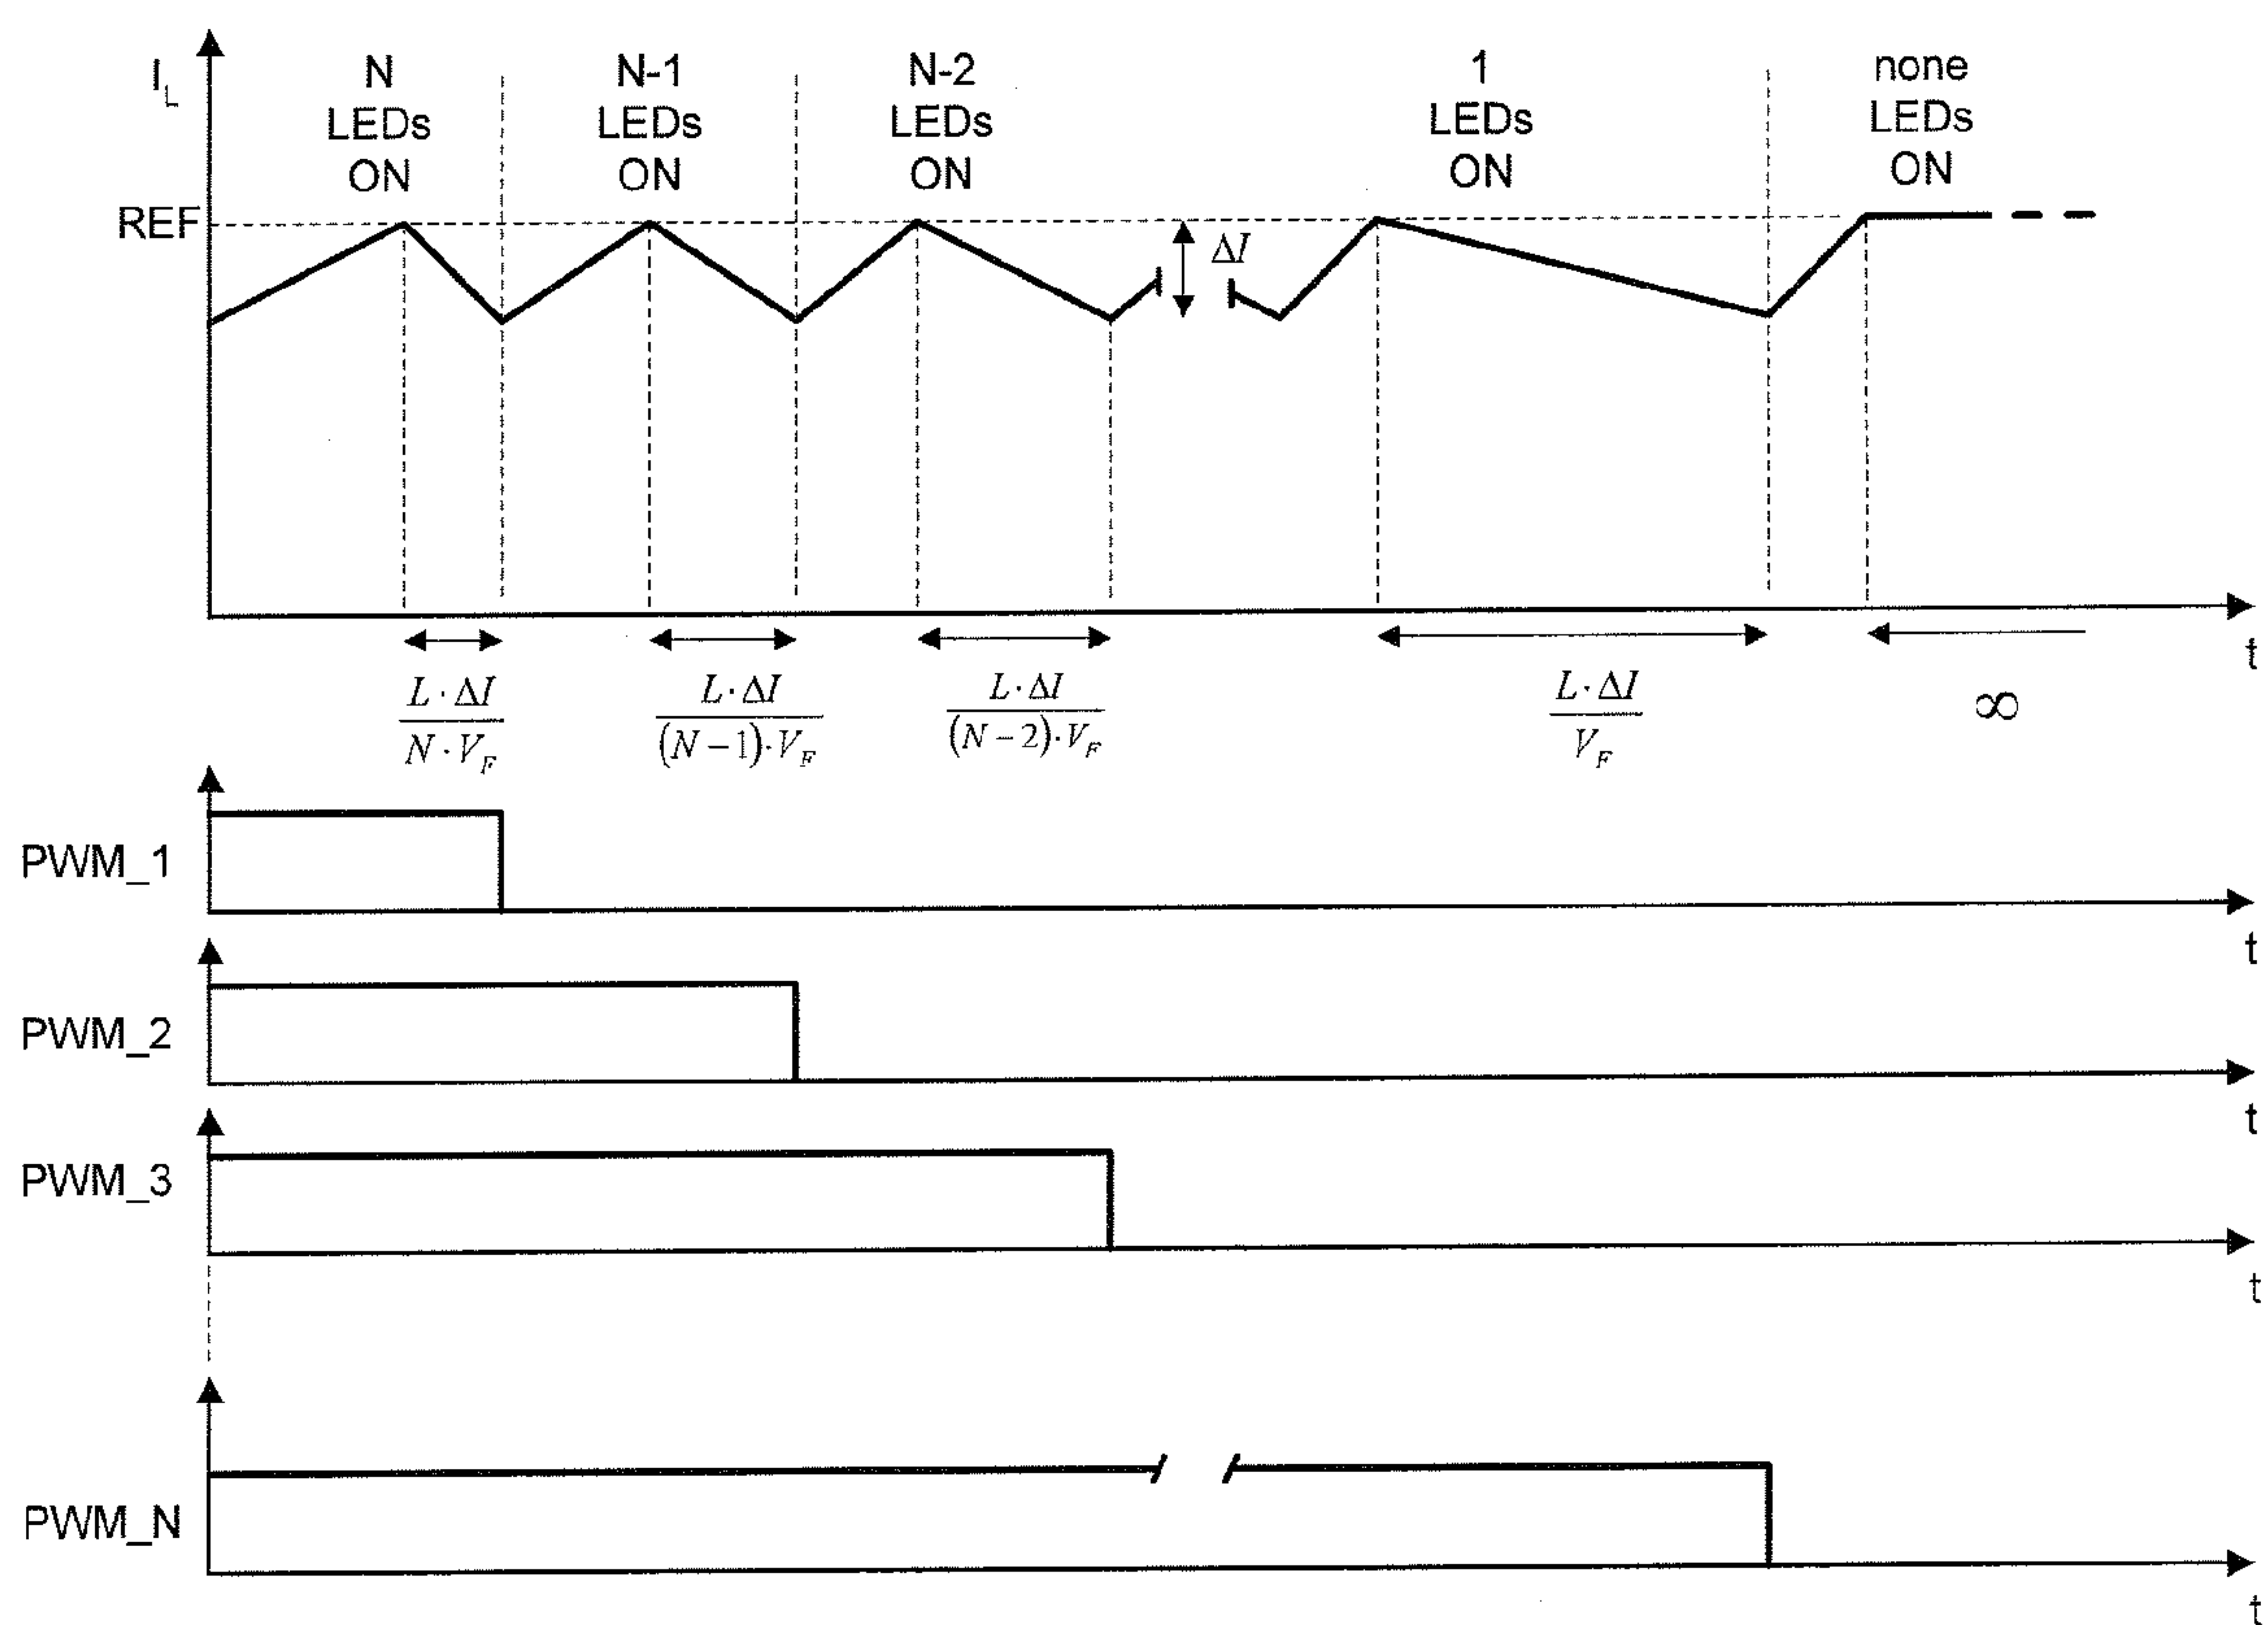 I_L
N
LEDs
ON
N-1
LEDs
ON
N-2
LEDs
ON
1
LEDs
ON
none
LEDs
ON
REF
ΔI
t
L · ΔI / N · V_F
L · ΔI / (N − 1) · V_F
L · ΔI / (N − 2) · V_F
L · ΔI / V_F
∞
PWM_1
t
PWM_2
t
PWM_3
t
PWM_N
t